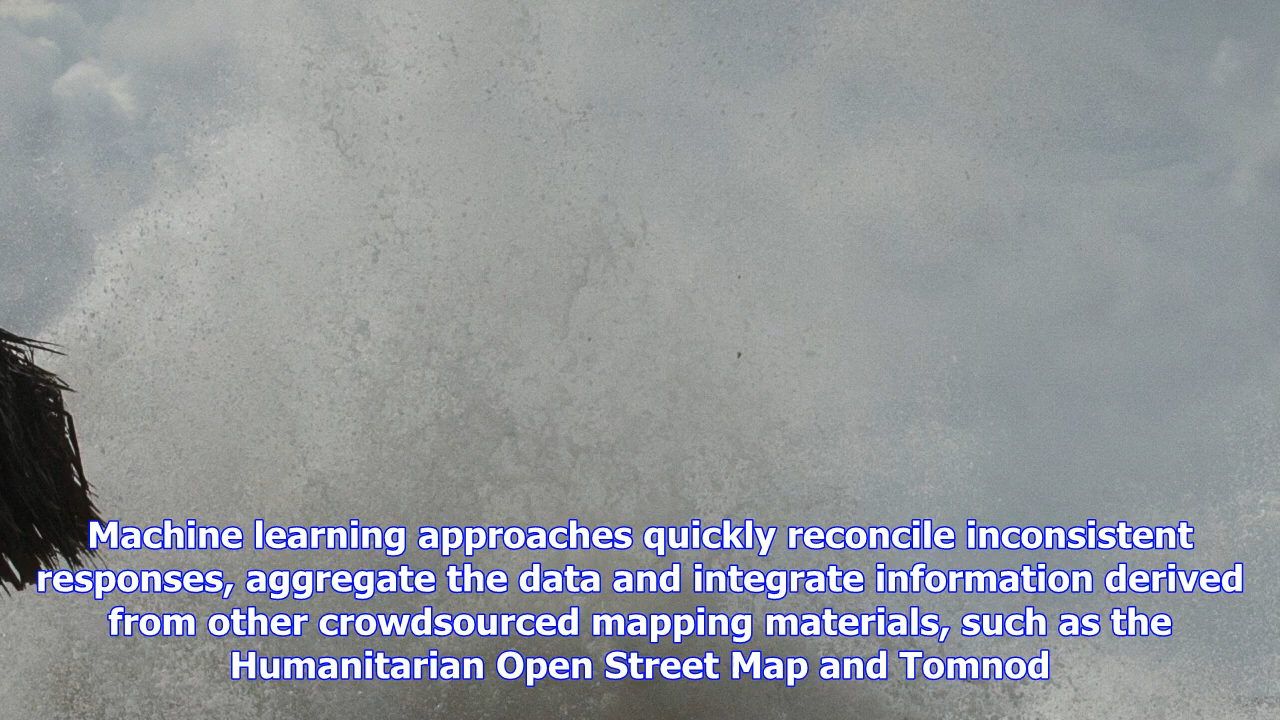 Machine learning approaches quickly reconcile inconsistent
responses, aggregate the data and integrate information derived
from other crowdsourced mapping materials, such as the
Humanitarian Open Street Map and Tomnod